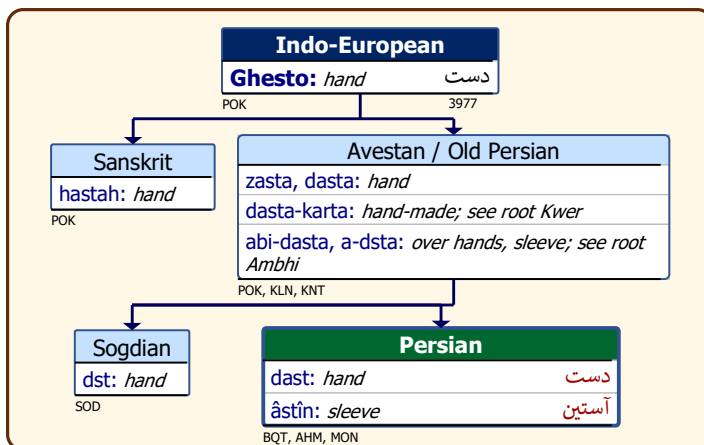 Indo-European
Ghesto: hand دست
POK 3977
Sanskrit
hastah: hand
POK
Avestan / Old Persian
zasta, dasta: hand
dasta-karta: hand-made; see root Kwer
abi-dasta, a-dsta: over hands, sleeve; see root
Ambhi
POK, KLN, KNT
Sogdian
dst: hand
SOD
Persian
dast: hand دست
âstîn: sleeve آستین
BQT, AHM, MON